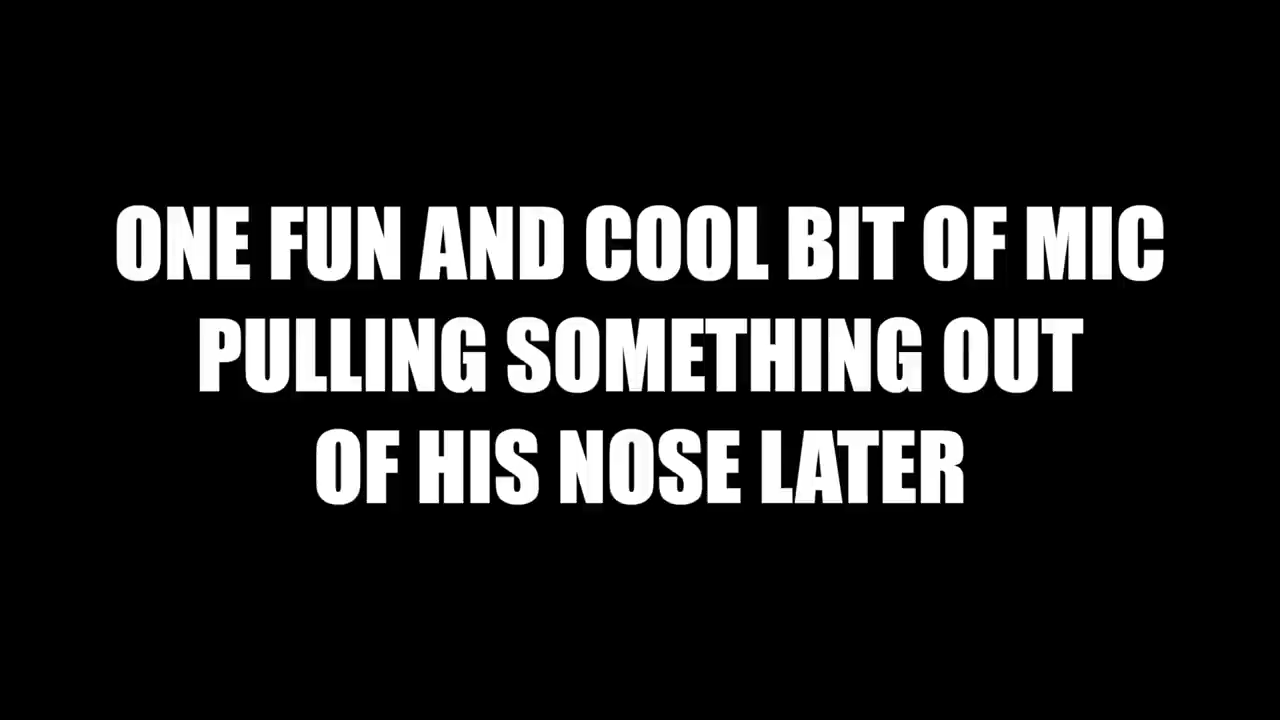 ONE FUN AND COOL BIT OF MIC
PULLING SOMETHING OUT
OF HIS NOSE LATER